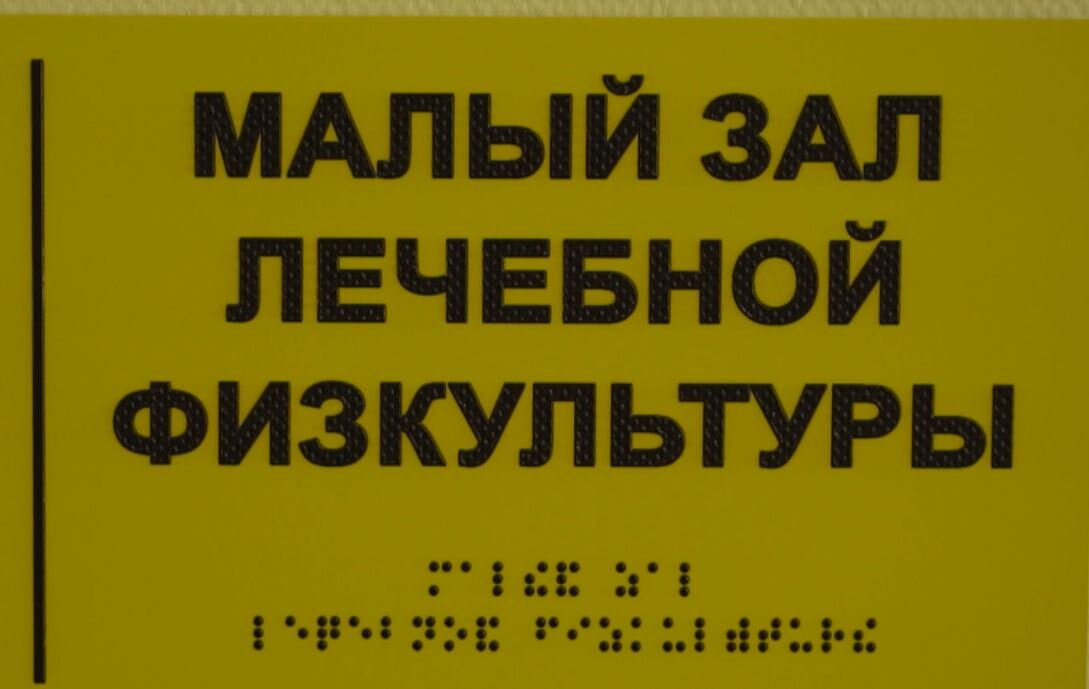 МАЛЫЙ ЗАЛ
ЛЕЧЕБНОЙ
ФИЗКУЛЬТУРЫ
⠍⠁⠇⠮⠯ ⠵⠁⠇
⠇⠑⠟⠑⠃⠝⠕⠯ ⠋⠊⠵⠅⠥⠇⠾⠞⠥⠗⠮